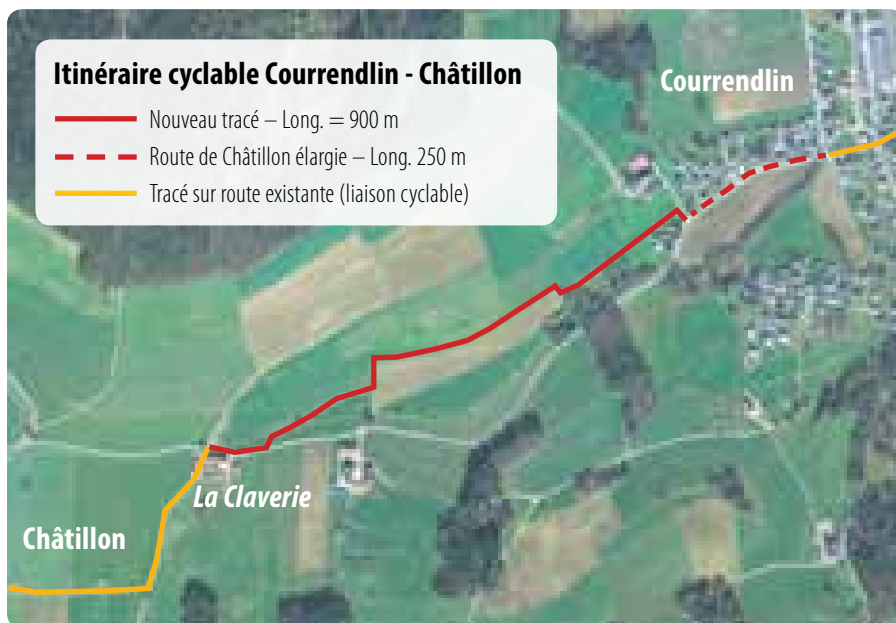 Itinéraire cyclable Courrendlin - Châtillon
Nouveau tracé – Long. = 900 m
Route de Châtillon élargie – Long. 250 m
Tracé sur route existante (liaison cyclable)
Courrendlin
La Claverie
Châtillon